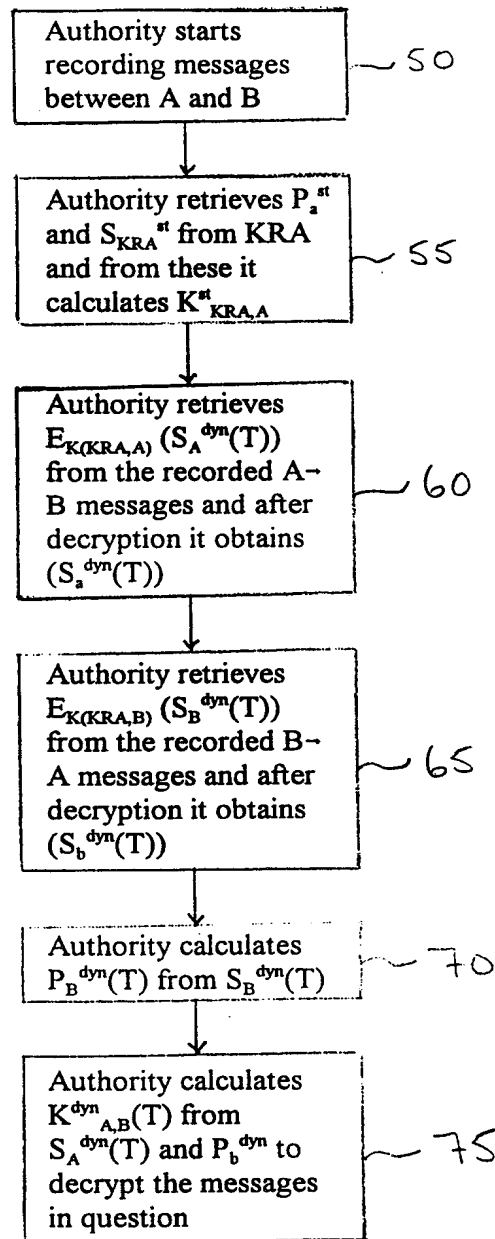 Authority starts
recording messages
between A and B
50
Authority retrieves Pₐˢᵗ
and S_KRA^st from KRA
and from these it
calculates K^st_KRA,A
55
Authority retrieves
E_K(KRA,A) (S_A^dyn(T))
from the recorded A→
B messages and after
decryption it obtains
(S_a^dyn(T))
60
Authority retrieves
E_K(KRA,B) (S_B^dyn(T))
from the recorded B→
A messages and after
decryption it obtains
(S_b^dyn(T))
65
Authority calculates
P_B^dyn(T) from S_B^dyn(T)
70
Authority calculates
K^dyn_A,B(T) from
S_A^dyn(T) and P_b^dyn to
decrypt the messages
in question
75